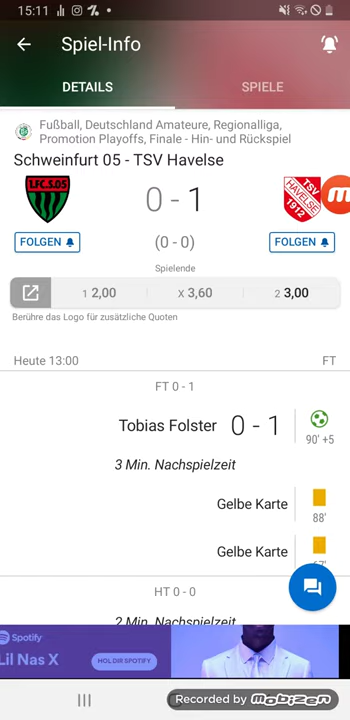 15:11
Spiel-Info
DETAILS
SPIELE
Fußball, Deutschland Amateure, Regionalliga,
Promotion Playoffs, Finale - Hin- und Rückspiel
Schweinfurt 05 - TSV Havelse
1.FC.S.05
0 - 1
TSV
HAVELSE
1912
FOLGEN
(0 - 0)
FOLGEN
Spielende
1 2,00
X 3,60
2 3,00
Berühre das Logo für zusätzliche Quoten
Heute 13:00
FT
FT 0 - 1
Tobias Folster 0 - 1
90' +5
3 Min. Nachspielzeit
Gelbe Karte
88'
Gelbe Karte
HT 0 - 0
2 Min. Nachspielzeit
Spotify
Lil Nas X
HOL DIR SPOTIFY
Recorded by mobizen